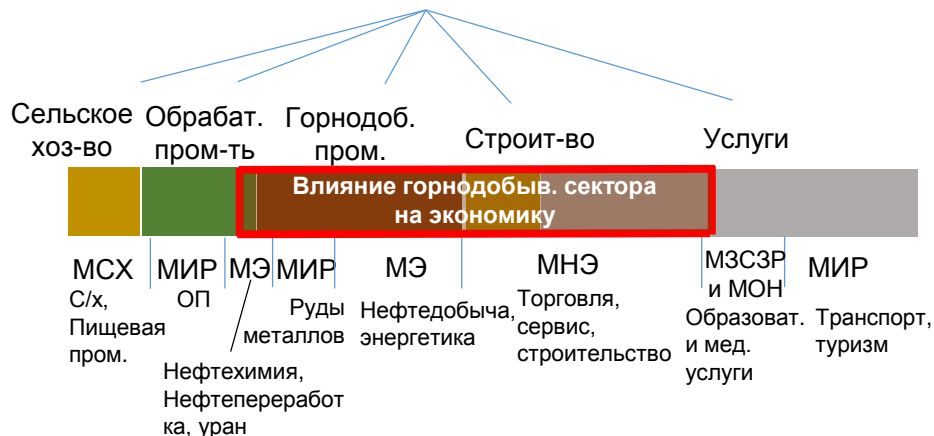 Сельское
хоз-во
Обрабат.
пром-ть
Горнодоб.
пром.
Строит-во
Услуги
Влияние горнодобыв. сектора
на экономику
МСХ
С/х,
Пищевая
пром.
МИР
ОП
МЭ
Нефтехимия,
Нефтепереработ
ка, уран
МИР
Руды
металлов
МЭ
Нефтедобыча,
энергетика
МНЭ
Торговля,
сервис,
строительство
МЗСЗР
и МОН
Образоват.
и мед.
услуги
МИР
Транспорт,
туризм